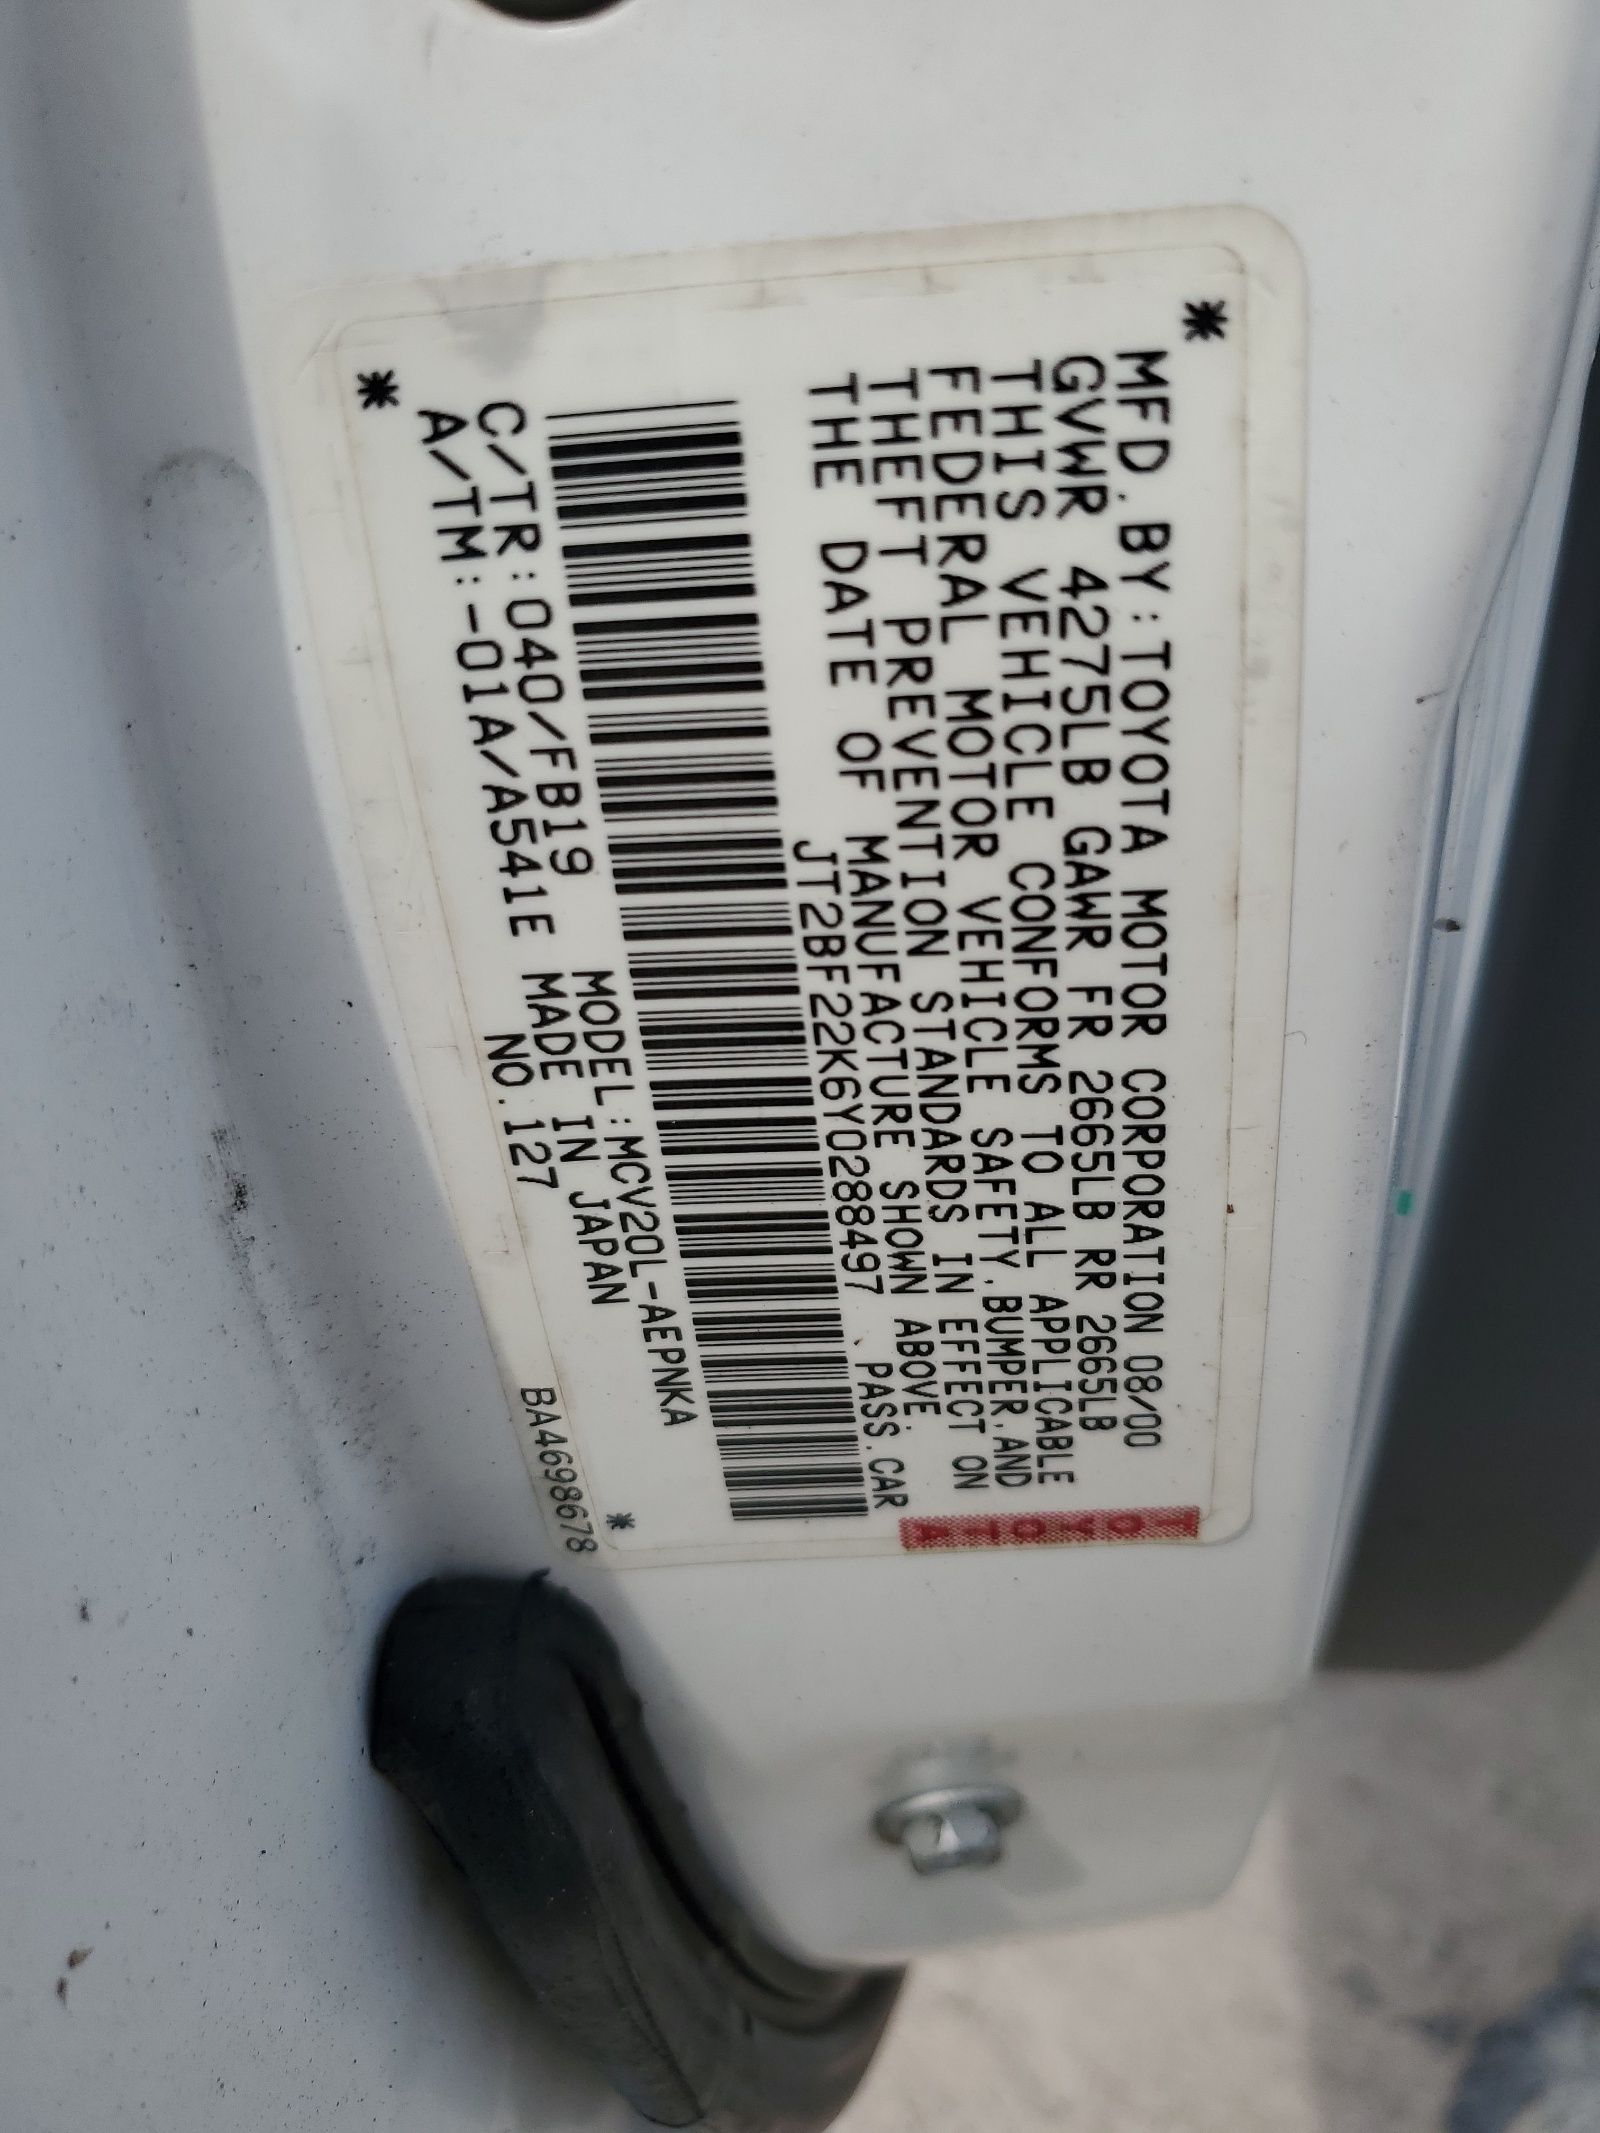 MFD.BY:TOYOTA MOTOR CORPORATION 08/00
GVWR 4275LB GAWR FR 2665LB RR 2665LB
THIS VEHICLE CONFORMS TO ALL APPLICABLE
FEDERAL MOTOR VEHICLE SAFETY,BUMPER,AND
THEFT PREVENTION STANDARDS IN EFFECT ON
THE DATE OF MANUFACTURE SHOWN ABOVE.
JT2BF22K6Y0288497 PASS.CAR
C/TR:040/FB19 MODEL:MCV20L-AEPNKA
A/TM:-01A/A541E MADE IN JAPAN
NO.127
BA4698678
TOYOTA